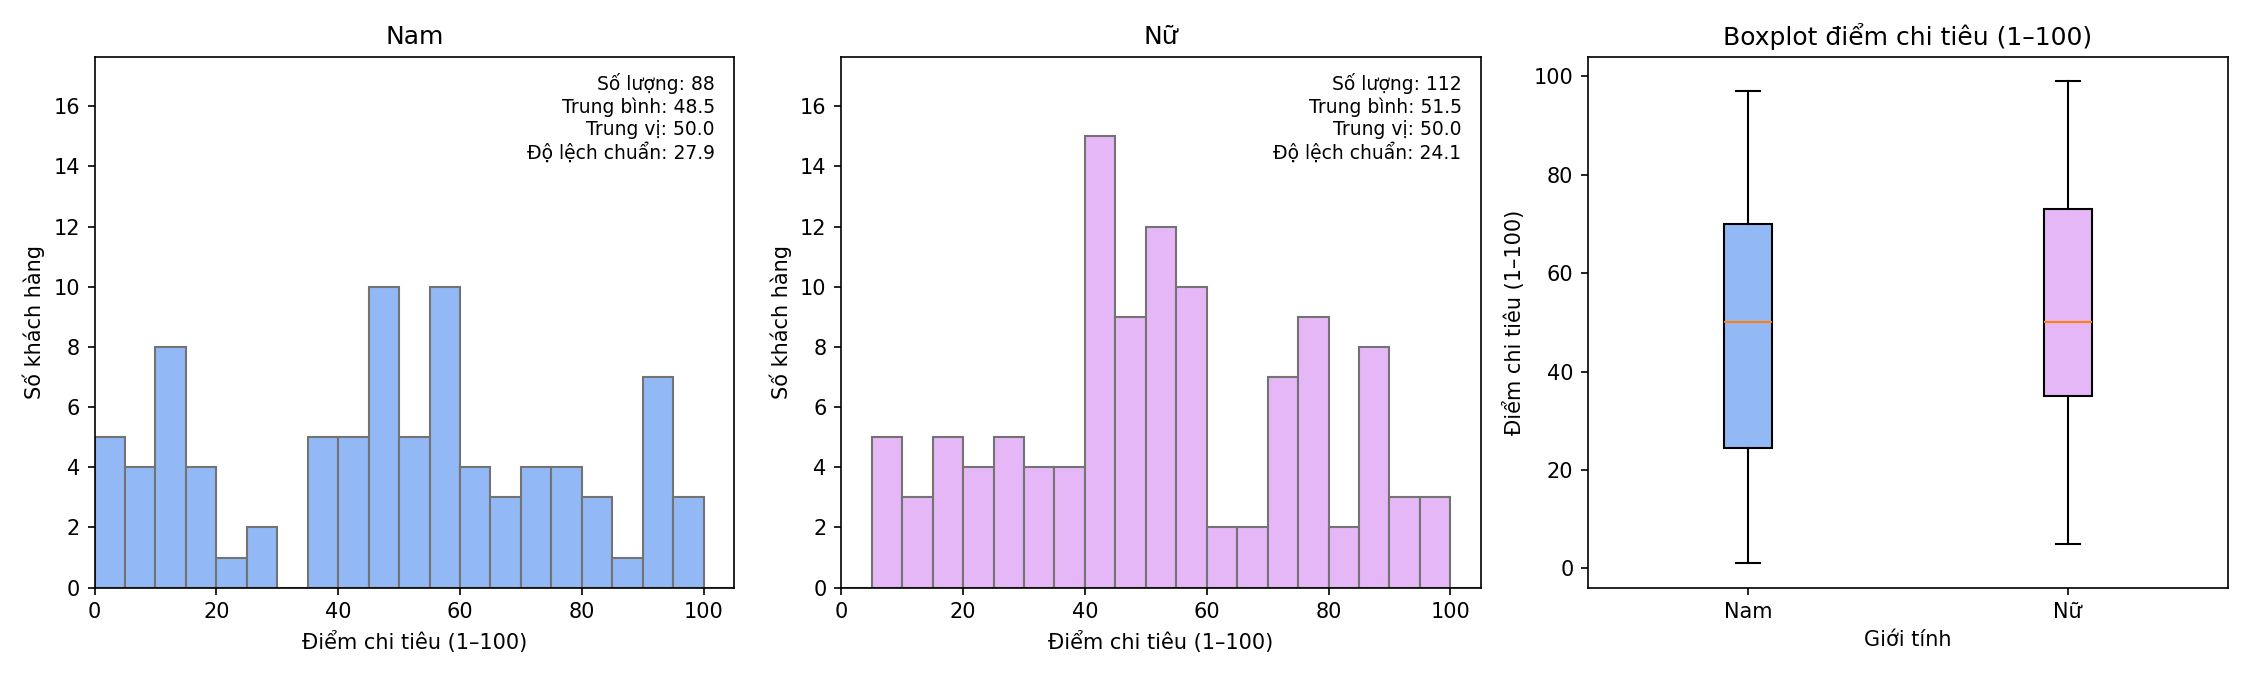 Nam
Số lượng: 88
Trung bình: 48.5
Trung vị: 50.0
Độ lệch chuẩn: 27.9
Số khách hàng
16
14
12
10
8
6
4
2
0
0 20 40 60 80 100
Điểm chi tiêu (1–100)
Nữ
Số lượng: 112
Trung bình: 51.5
Trung vị: 50.0
Độ lệch chuẩn: 24.1
Số khách hàng
16
14
12
10
8
6
4
2
0
0 20 40 60 80 100
Điểm chi tiêu (1–100)
Boxplot điểm chi tiêu (1–100)
Điểm chi tiêu (1–100)
100
80
60
40
20
0
Nam Nữ
Giới tính